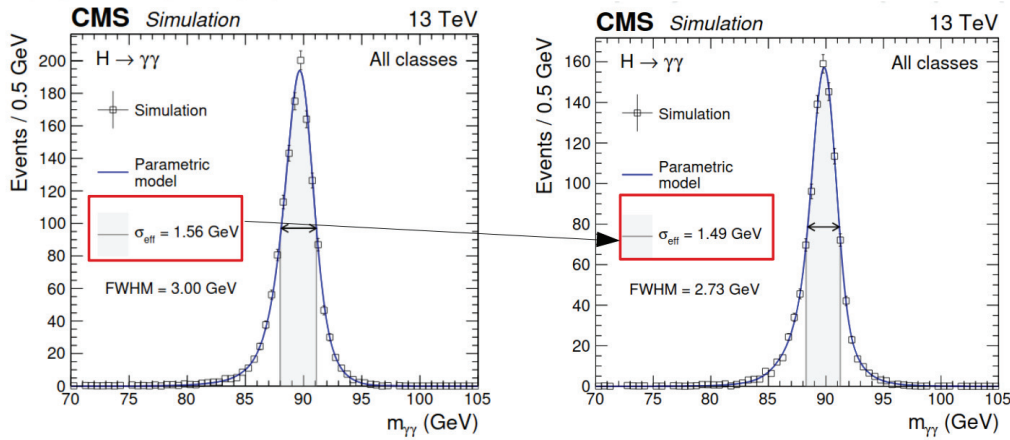 CMS Simulation 13 TeV
H → γγ All classes
Simulation
Parametric
model
σeff = 1.56 GeV
FWHM = 3.00 GeV
Events / 0.5 GeV
200
180
160
140
120
100
80
60
40
20
0
70 75 80 85 90 95 100 105
mγγ (GeV)
CMS Simulation 13 TeV
H → γγ All classes
Simulation
Parametric
model
σeff = 1.49 GeV
FWHM = 2.73 GeV
Events / 0.5 GeV
160
140
120
100
80
60
40
20
0
70 75 80 85 90 95 100 105
mγγ (GeV)